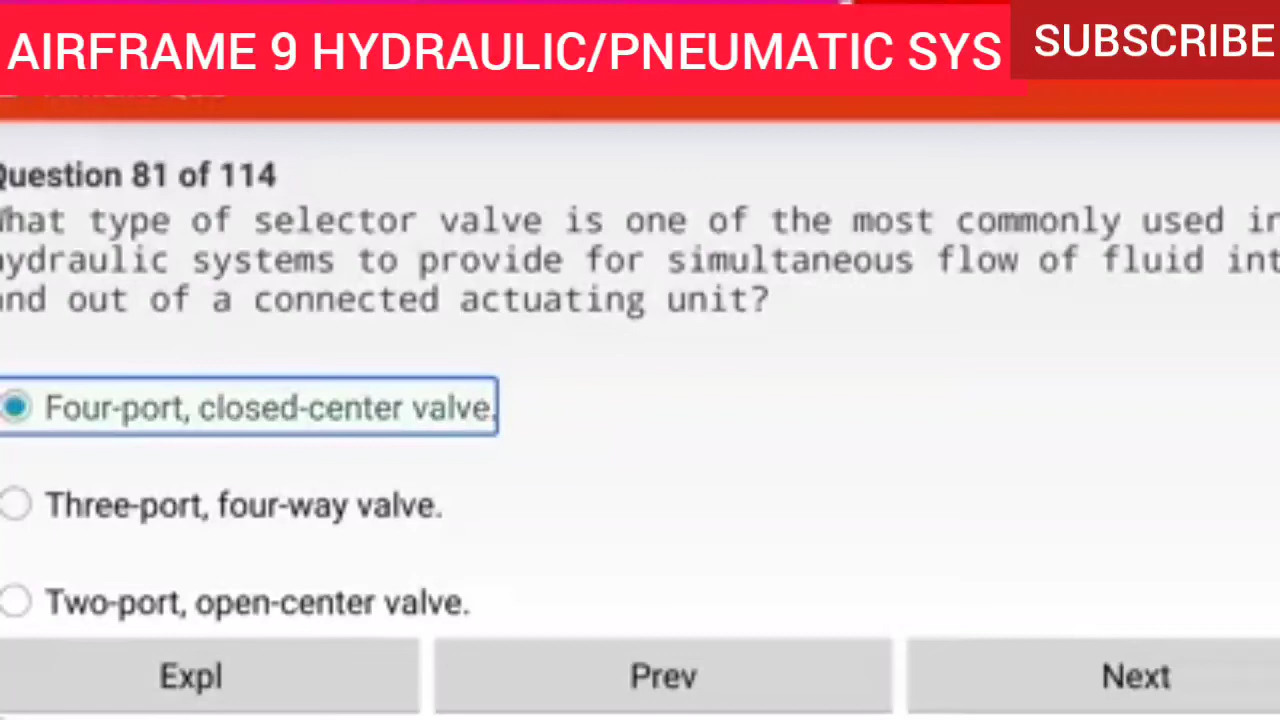 AIRFRAME 9 HYDRAULIC/PNEUMATIC SYS
SUBSCRIBE
Question 81 of 114
What type of selector valve is one of the most commonly used in
hydraulic systems to provide for simultaneous flow of fluid int
and out of a connected actuating unit?
Four-port, closed-center valve.
Three-port, four-way valve.
Two-port, open-center valve.
Expl
Prev
Next